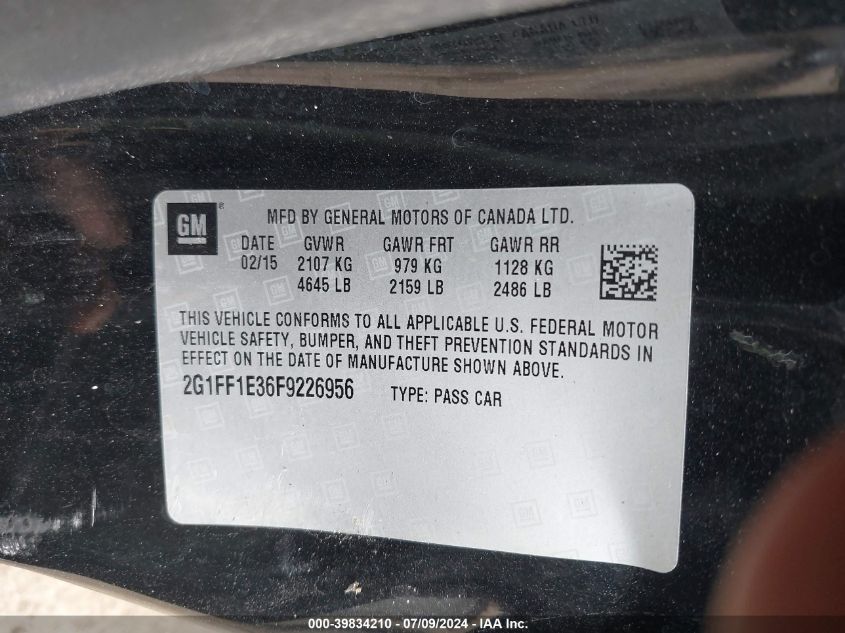 CANADA LTD.
GM ®
MFD BY GENERAL MOTORS OF CANADA LTD.
DATE GVWR GAWR FRT GAWR RR
02/15 2107 KG 979 KG 1128 KG
4645 LB 2159 LB 2486 LB
THIS VEHICLE CONFORMS TO ALL APPLICABLE U.S. FEDERAL MOTOR
VEHICLE SAFETY, BUMPER, AND THEFT PREVENTION STANDARDS IN
EFFECT ON THE DATE OF MANUFACTURE SHOWN ABOVE.
2G1FF1E36F9226956 TYPE: PASS CAR
000-39834210 - 07/09/2024 - IAA Inc.